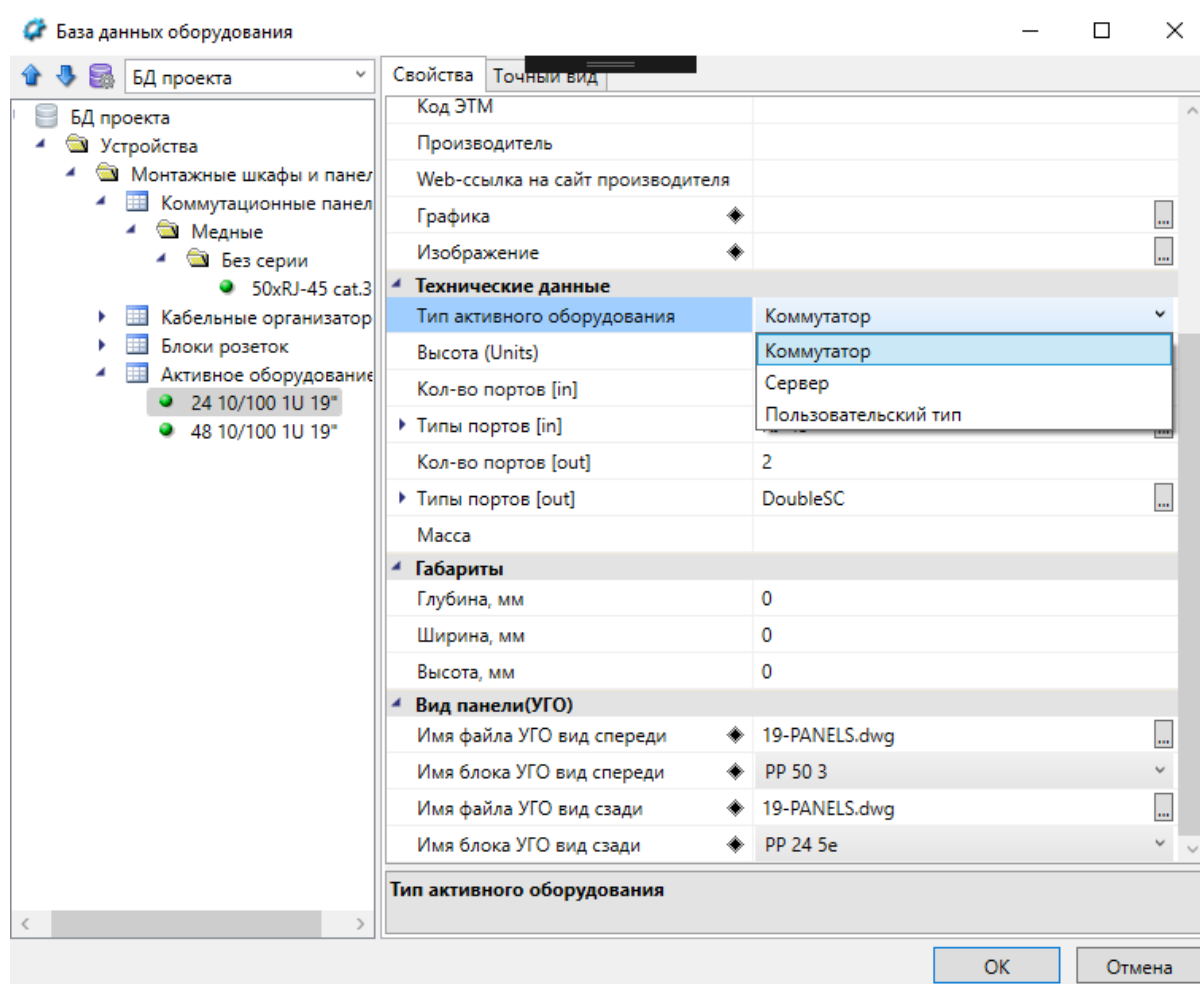 База данных оборудования
БД проекта
Свойства Точный вид
БД проекта
Устройства
Монтажные шкафы и панел
Коммутационные панел
Медные
Без серии
50xRJ-45 cat.3
Кабельные организатор
Блоки розеток
Активное оборудование
24 10/100 1U 19"
48 10/100 1U 19"
Код ЭТМ
Производитель
Web-ссылка на сайт производителя
Графика
...
Изображение
...
Технические данные
Тип активного оборудования Коммутатор
Коммутатор
Сервер
Пользовательский тип
Высота (Units)
Кол-во портов [in]
Типы портов [in]
Кол-во портов [out] 2
Типы портов [out] DoubleSC ...
Масса
Габариты
Глубина, мм 0
Ширина, мм 0
Высота, мм 0
Вид панели(УГО)
Имя файла УГО вид спереди 19-PANELS.dwg ...
Имя блока УГО вид спереди PP 50 3
Имя файла УГО вид сзади 19-PANELS.dwg ...
Имя блока УГО вид сзади PP 24 5e
Тип активного оборудования
ОК Отмена